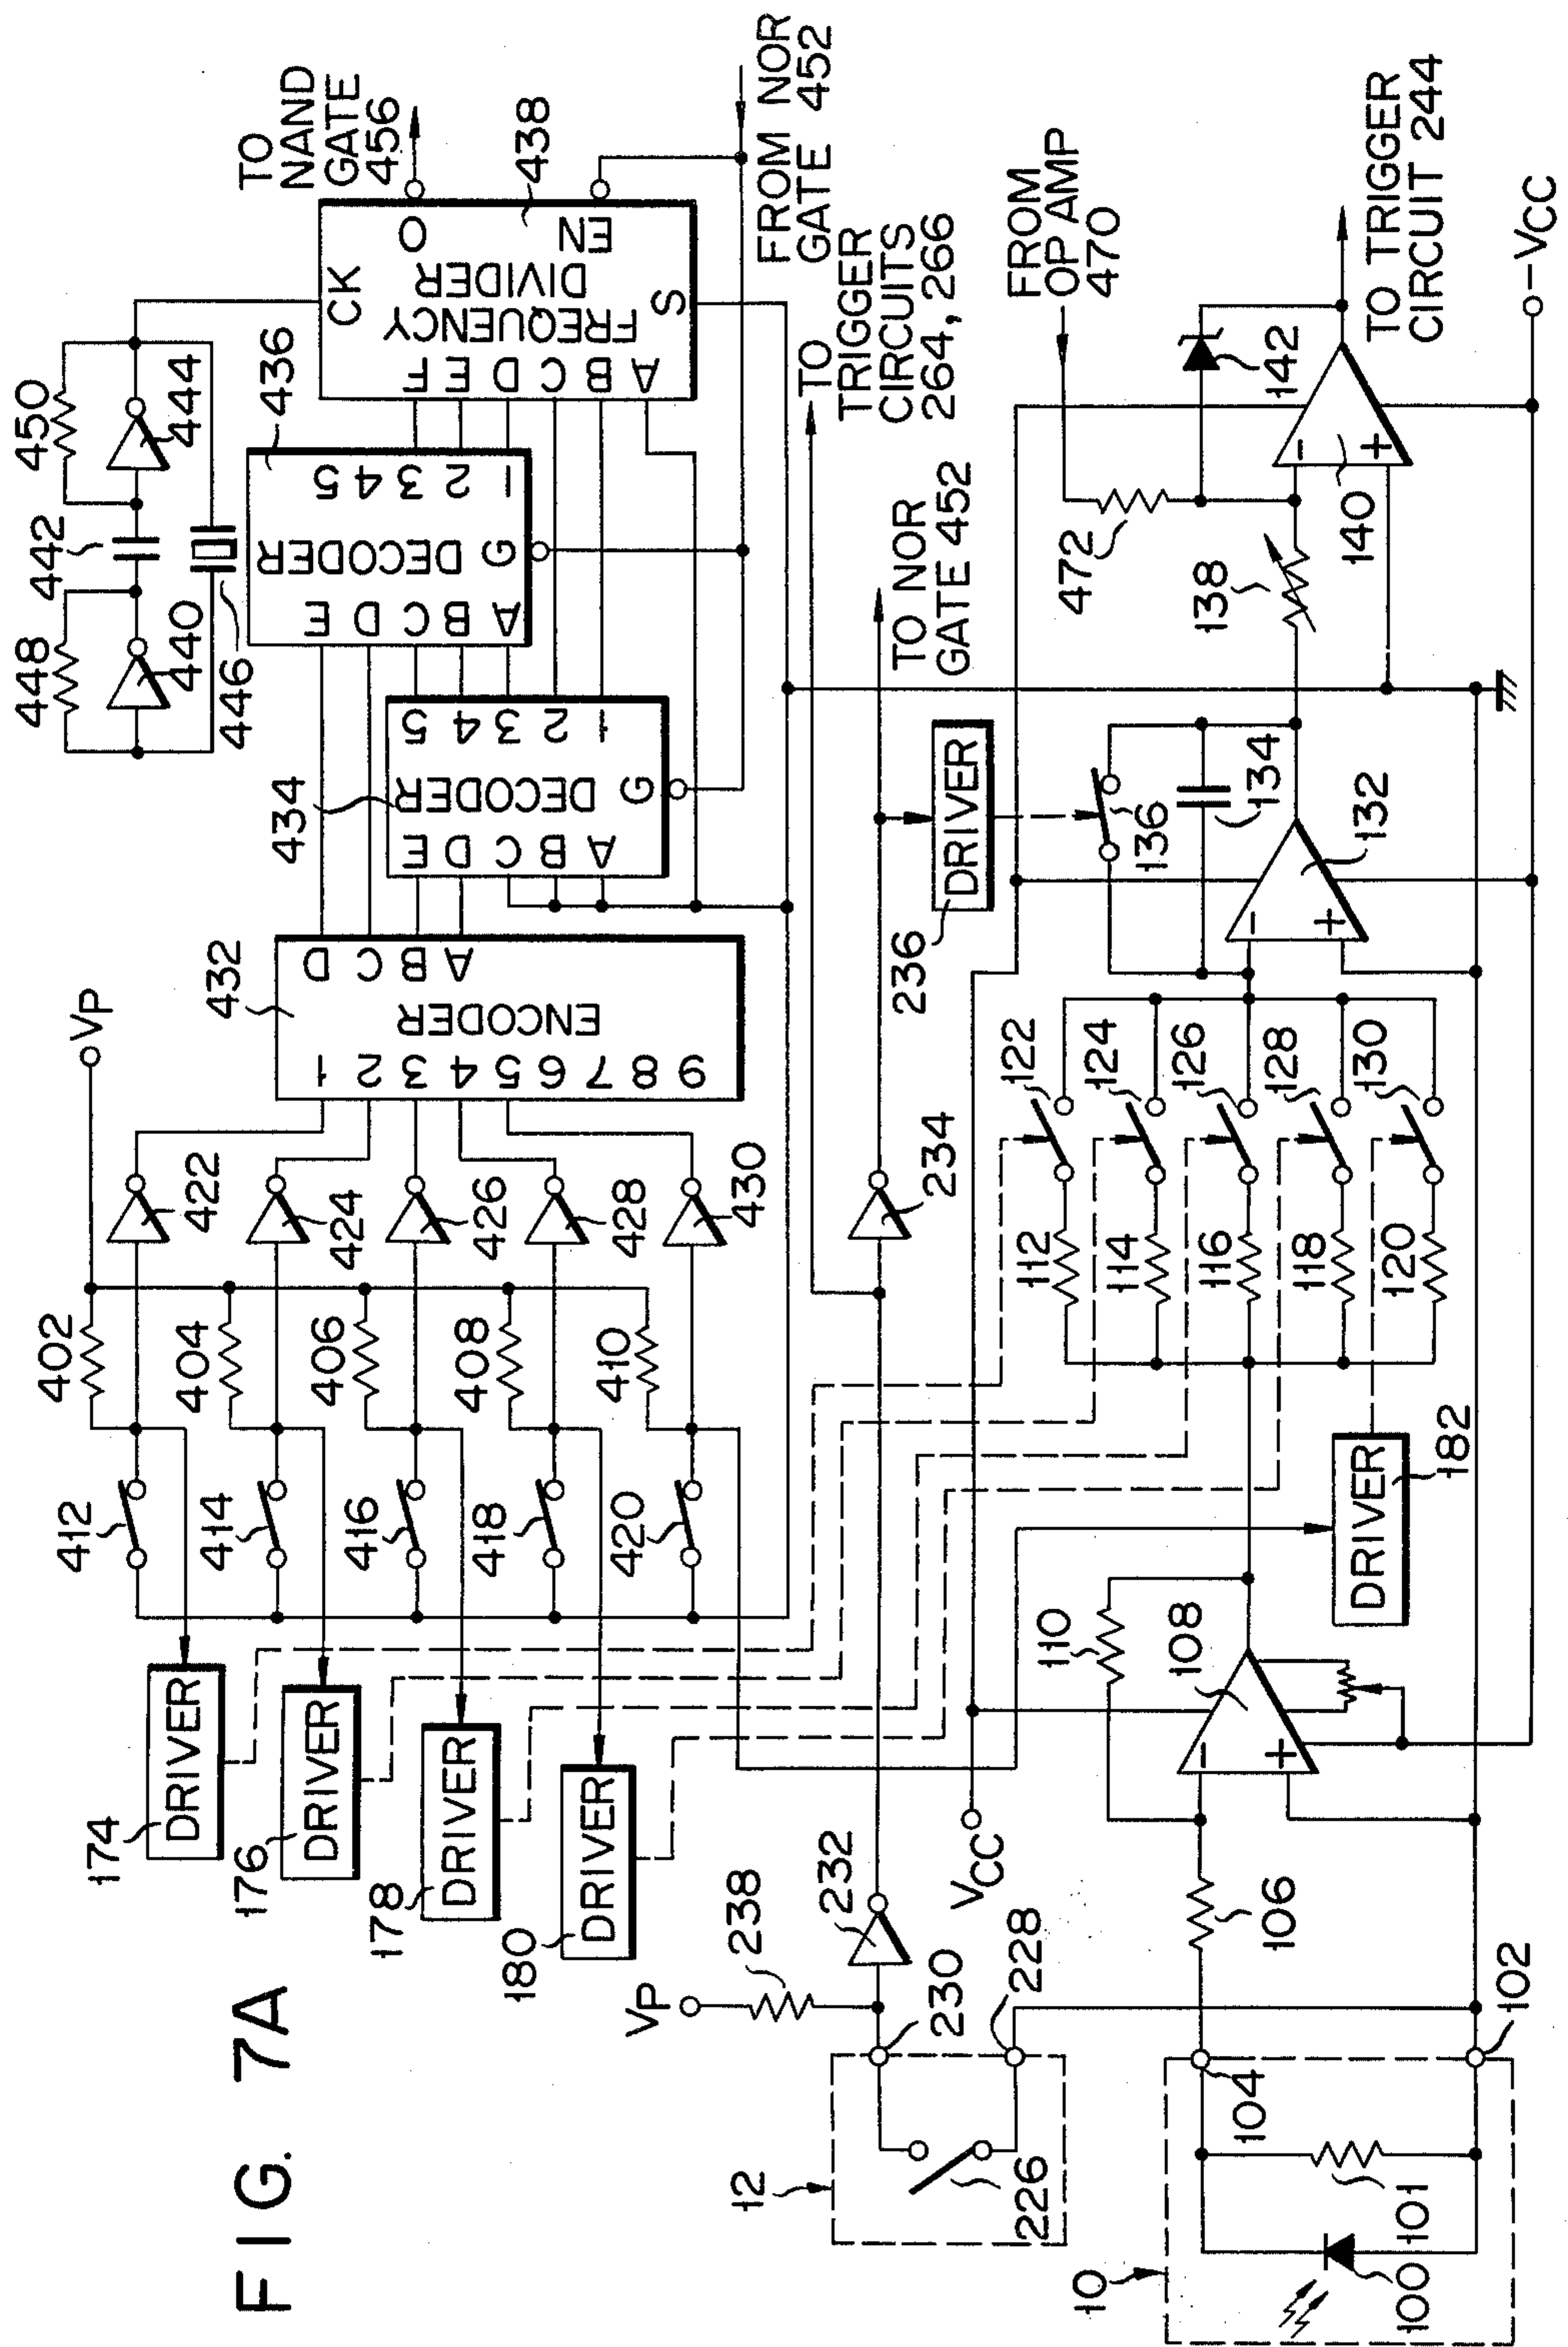 FIG. 7A
402
404
406
408
410
412
414
416
418
420
422
424
426
428
430
VP
432
ENCODER
1 2 3 4 5 6 7 8 9
D C B A
434
DECODER
E D C B A
G
5 4 3 2 1
436
DECODER
E D C B A
G
5 4 3 2 1
448
440
442
446
450
444
438
FREQUENCY
DIVIDER
CK
F E D C B A
O
EN
S
TO
NAND
GATE
456
FROM NOR
GATE 452
174
DRIVER
176
DRIVER
178
DRIVER
180
DRIVER
TO
TRIGGER
CIRCUITS
264, 266
TO NOR
GATE 452
VP
238
232
234
12
226
230
228
236
DRIVER
VCC
10
100
101
104
102
106
108
110
-
+
182
DRIVER
112
114
116
118
120
122
124
126
128
130
132
-
+
134
136
138
140
-
+
142
472
FROM
OP AMP
470
TO TRIGGER
CIRCUIT 244
-VCC